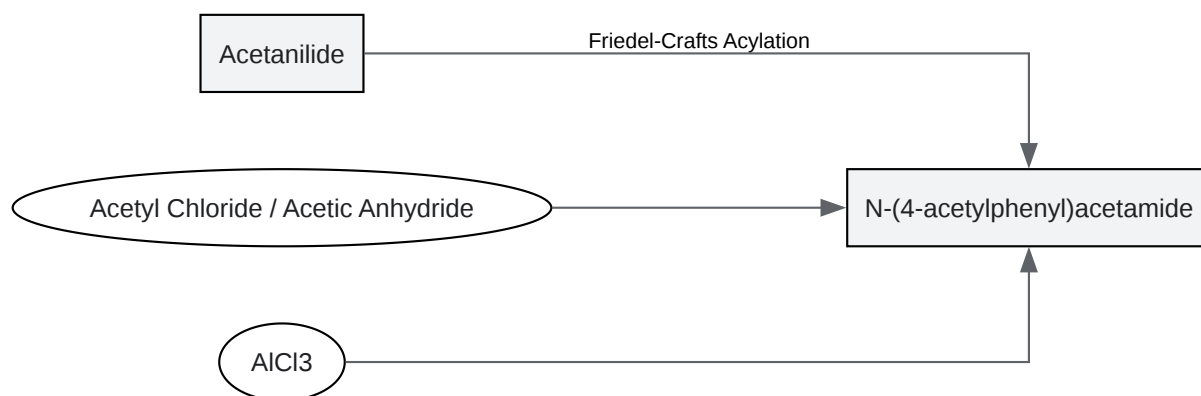 Acetanilide
Friedel-Crafts Acylation
Acetyl Chloride / Acetic Anhydride
N-(4-acetylphenyl)acetamide
AlCl3